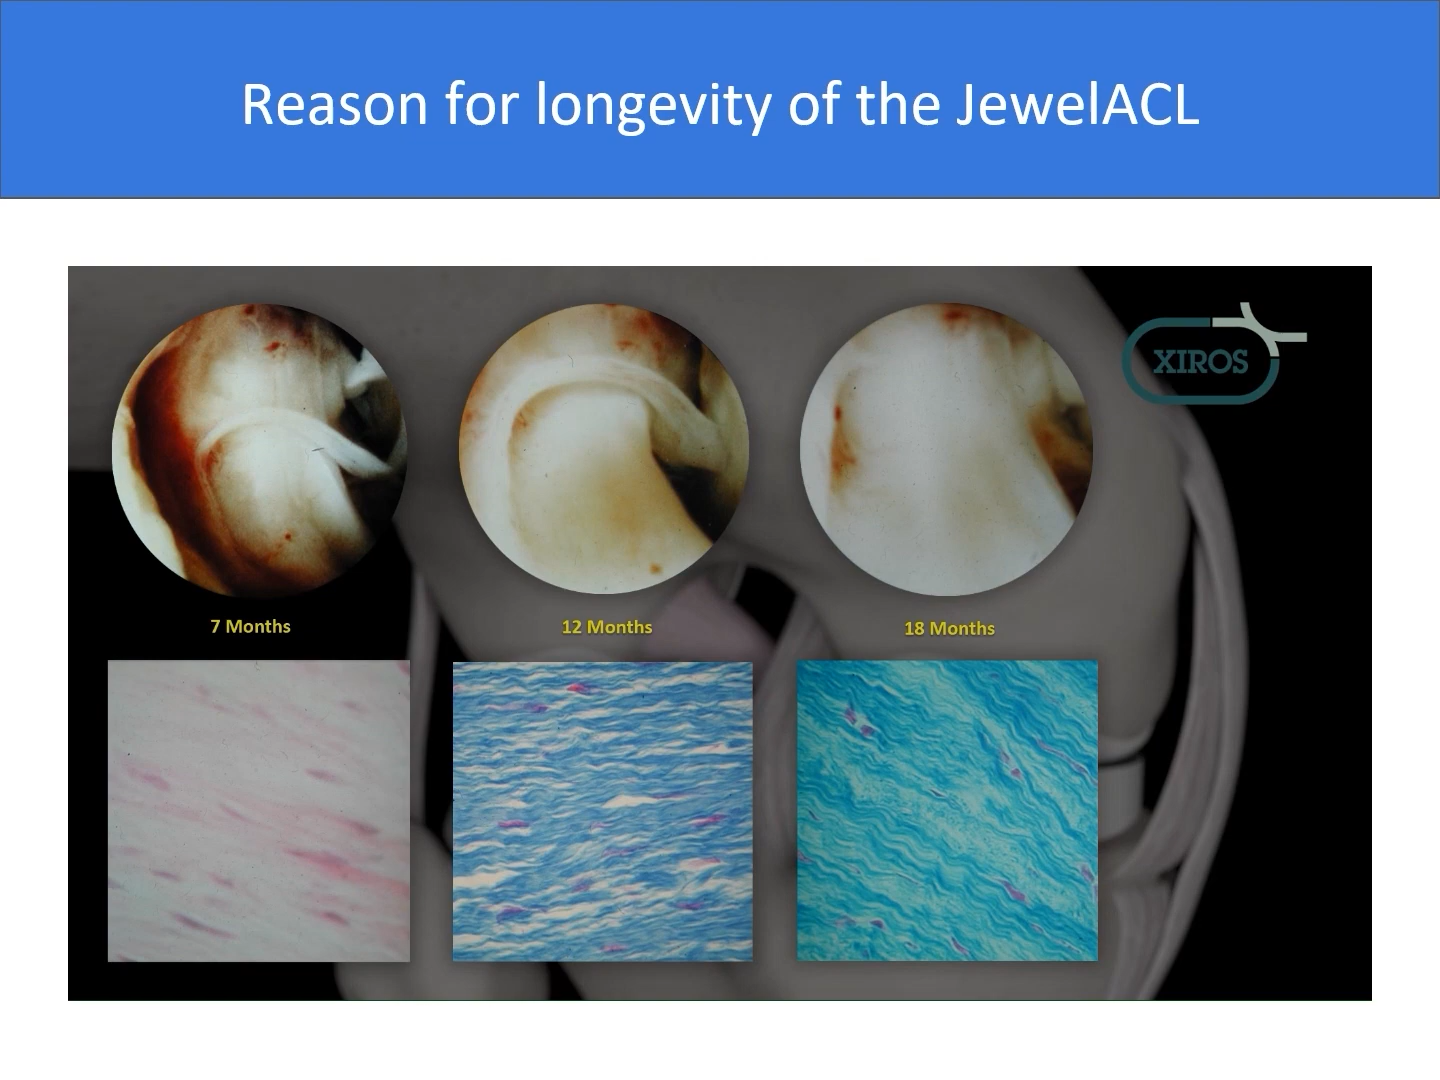 Reason for longevity of the JewelACL
XIROS
7 Months
12 Months
18 Months